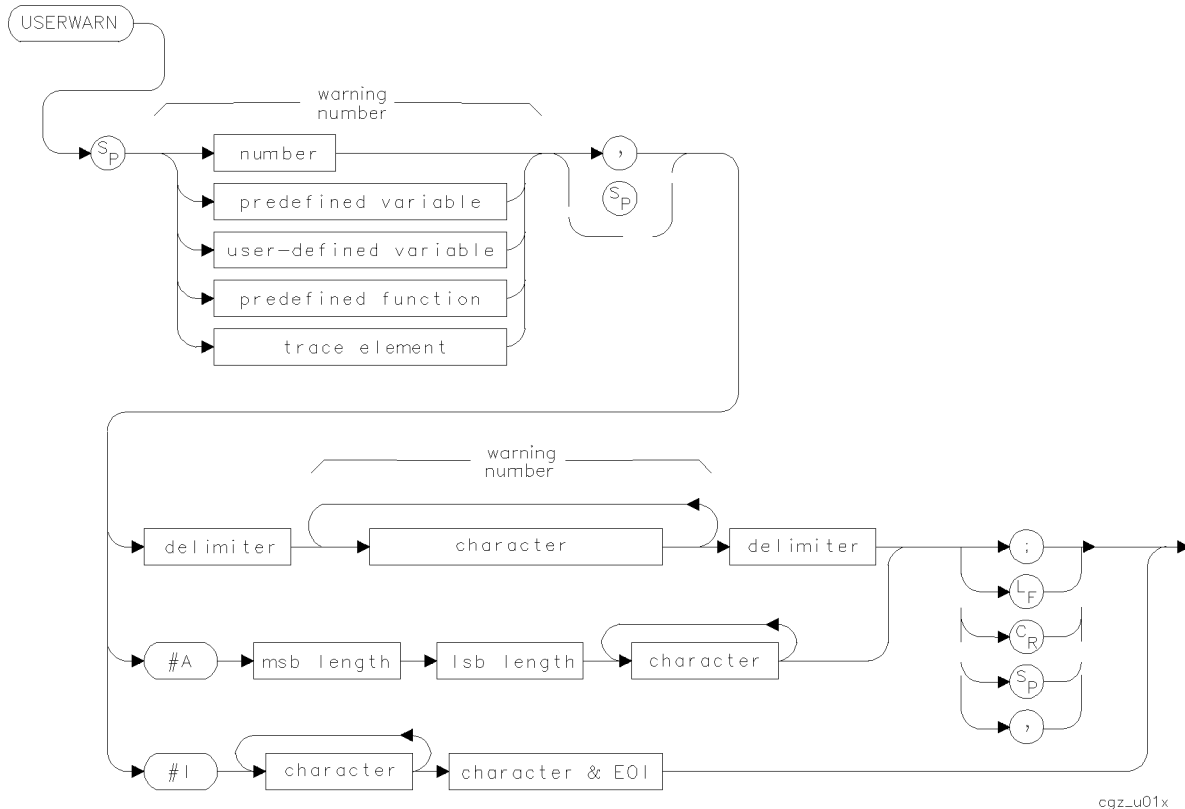 USERWARN
warning
number
SP number ,
predefined variable SP
user-defined variable
predefined function
trace element
warning
number
delimiter character delimiter ;
LF
#A msb length lsb length character CR
SP
,
#I character character & EOI
cgz_u01x